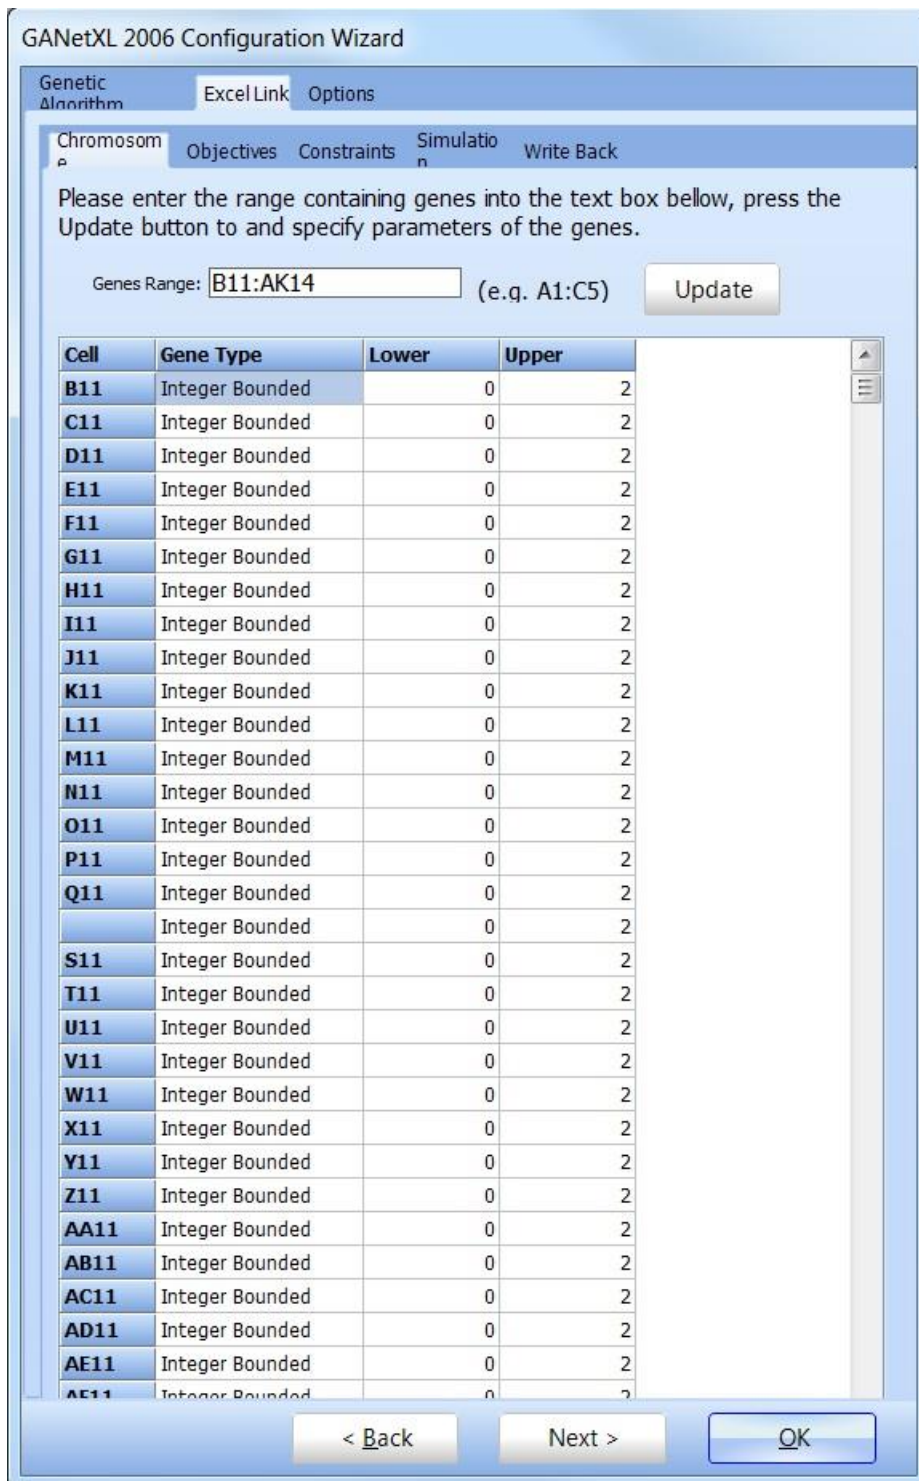 GANetXL 2006 Configuration Wizard
Genetic Algorithm Excel Link Options
Chromosome Objectives Constraints Simulation Write Back
Please enter the range containing genes into the text box bellow, press the
Update button to and specify parameters of the genes.
Genes Range: B11:AK14 (e.g. A1:C5) Update
Cell Gene Type Lower Upper
B11 Integer Bounded 0 2
C11 Integer Bounded 0 2
D11 Integer Bounded 0 2
E11 Integer Bounded 0 2
F11 Integer Bounded 0 2
G11 Integer Bounded 0 2
H11 Integer Bounded 0 2
I11 Integer Bounded 0 2
J11 Integer Bounded 0 2
K11 Integer Bounded 0 2
L11 Integer Bounded 0 2
M11 Integer Bounded 0 2
N11 Integer Bounded 0 2
O11 Integer Bounded 0 2
P11 Integer Bounded 0 2
Q11 Integer Bounded 0 2
Integer Bounded 0 2
S11 Integer Bounded 0 2
T11 Integer Bounded 0 2
U11 Integer Bounded 0 2
V11 Integer Bounded 0 2
W11 Integer Bounded 0 2
X11 Integer Bounded 0 2
Y11 Integer Bounded 0 2
Z11 Integer Bounded 0 2
AA11 Integer Bounded 0 2
AB11 Integer Bounded 0 2
AC11 Integer Bounded 0 2
AD11 Integer Bounded 0 2
AE11 Integer Bounded 0 2
AF11 Integer Bounded 0 2
< Back Next > OK